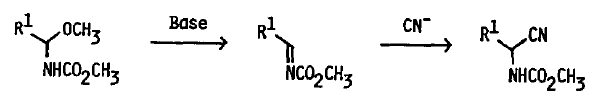 R¹ OCH₃ NHCO₂CH₃
Base
R¹ NCO₂CH₃
CN⁻
R¹ CN NHCO₂CH₃